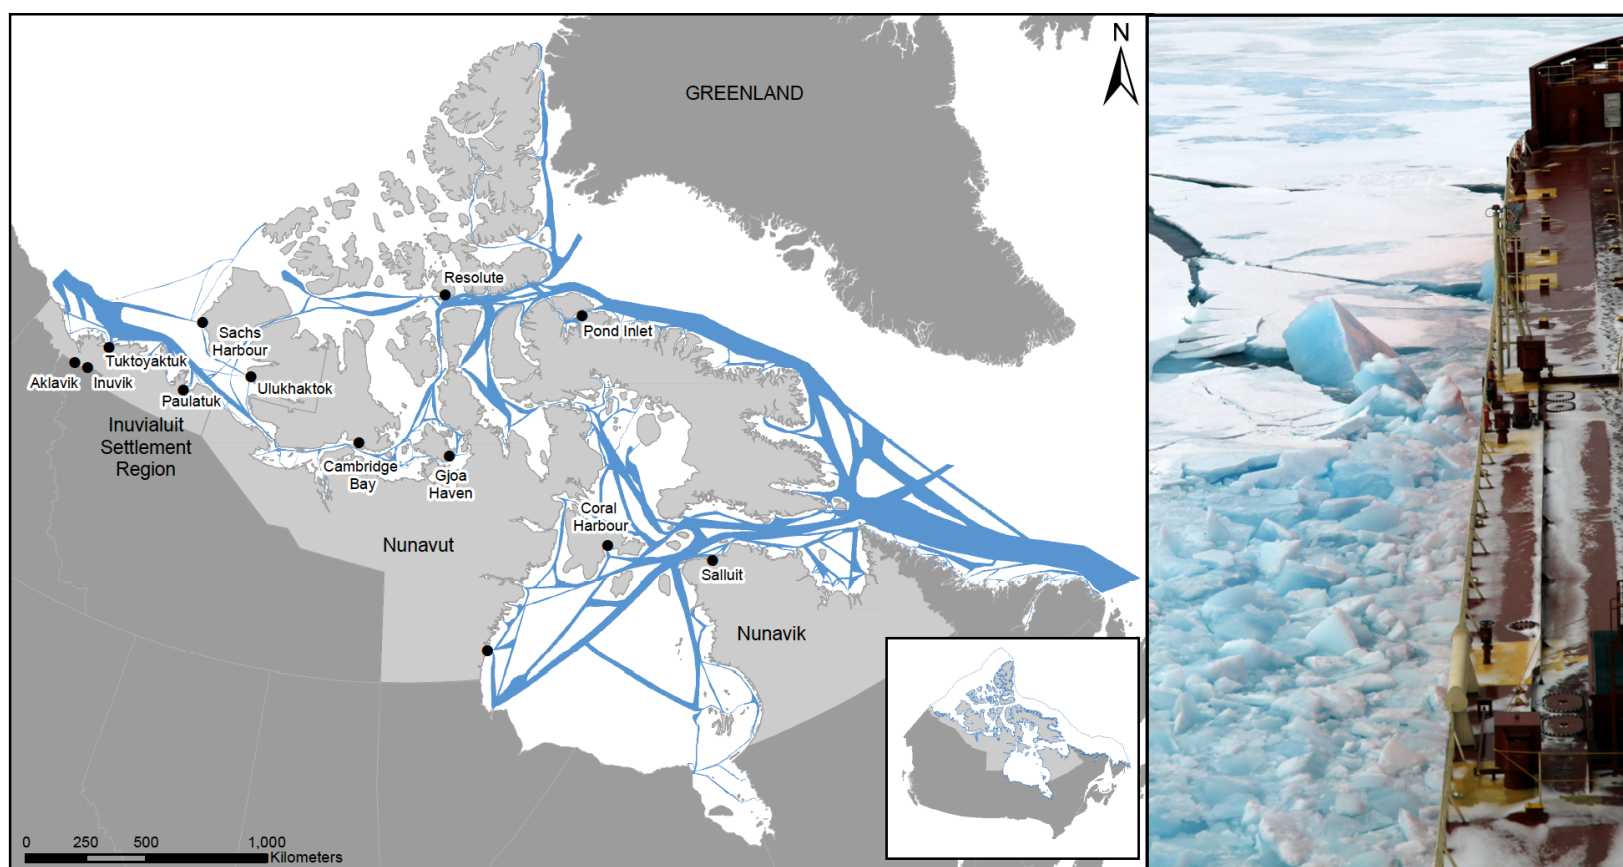 N
GREENLAND
Resolute
Pond Inlet
Sachs
Harbour
Tuktoyaktuk
Aklavik
Inuvik
Ulukhaktok
Paulatuk
Inuvialuit
Settlement
Region
Cambridge
Bay
Gjoa
Haven
Coral
Harbour
Nunavut
Salluit
Nunavik
0 250 500 1,000
Kilometers